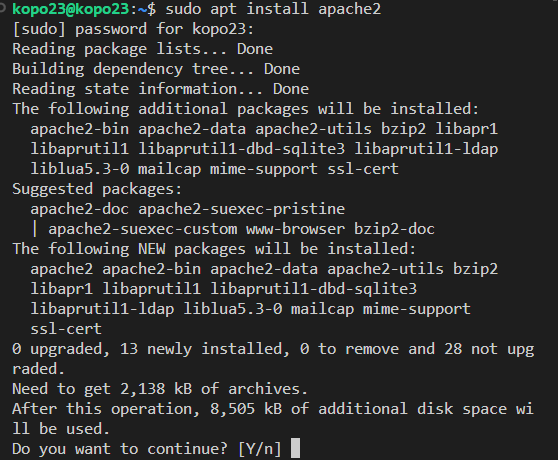 kopo23@kopo23:~$ sudo apt install apache2
[sudo] password for kopo23:
Reading package lists... Done
Building dependency tree... Done
Reading state information... Done
The following additional packages will be installed:
  apache2-bin apache2-data apache2-utils bzip2 libapr1
  libaprutil1 libaprutil1-dbd-sqlite3 libaprutil1-ldap
  liblua5.3-0 mailcap mime-support ssl-cert
Suggested packages:
  apache2-doc apache2-suexec-pristine
  | apache2-suexec-custom www-browser bzip2-doc
The following NEW packages will be installed:
  apache2 apache2-bin apache2-data apache2-utils bzip2
  libapr1 libaprutil1 libaprutil1-dbd-sqlite3
  libaprutil1-ldap liblua5.3-0 mailcap mime-support
  ssl-cert
0 upgraded, 13 newly installed, 0 to remove and 28 not upg
raded.
Need to get 2,138 kB of archives.
After this operation, 8,505 kB of additional disk space wi
ll be used.
Do you want to continue? [Y/n]